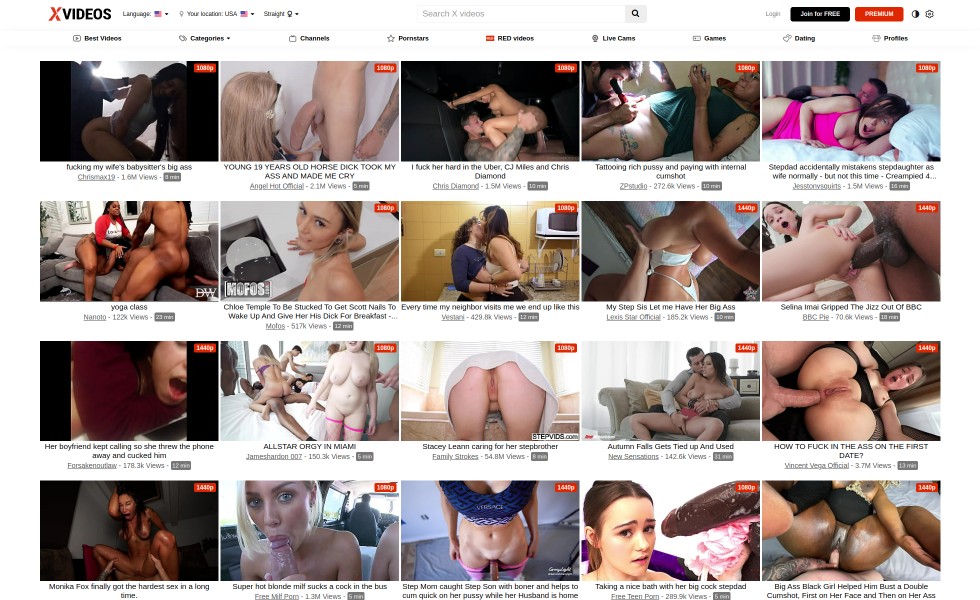 XVIDEOS
Language:
Your location: USA
Straight
Search X videos
Login
Join for FREE
PREMIUM
Best Videos
Categories
Channels
Pornstars
RED videos
Live Cams
Games
Dating
Profiles
1080p
fucking my wife's babysitter's big ass
Chrismax19 - 1.6M Views - 8 min
1080p
YOUNG 19 YEARS OLD HORSE DICK TOOK MY
ASS AND MADE ME CRY
Angel Hot Official - 2.1M Views - 5 min
1080p
I fuck her hard in the Uber, CJ Miles and Chris
Diamond
Chris Diamond - 1.5M Views - 10 min
1080p
Tattooing rich pussy and paying with internal
cumshot
ZPstudio - 272.6k Views - 10 min
1080p
Stepdad accidentally mistakens stepdaughter as
wife normally - but not this time - Creampied 4...
Jesstonvsquirts - 1.5M Views - 16 min
DW
yoga class
Nanoto - 122k Views - 23 min
1080p
MOFOS
Chloe Temple To Be Stucked To Get Scott Nails To
Wake Up And Give Her His Dick For Breakfast -...
Mofos - 517k Views - 12 min
1080p
Every time my neighbor visits me we end up like this
Vestani - 429.8k Views - 12 min
1440p
My Step Sis Let me Have Her Big Ass
Lexis Star Official - 185.2k Views - 10 min
1440p
Selina Imai Gripped The Jizz Out Of BBC
BBC Pie - 70.6k Views - 18 min
1440p
Her boyfriend kept calling so she threw the phone
away and cucked him
Forsakenoutlaw - 178.3k Views - 12 min
1080p
ALLSTAR ORGY IN MIAMI
Jameshardon 007 - 150.3k Views - 5 min
1080p
STEPVIDS.com
Stacey Leann caring for her stepbrother
Family Strokes - 54.8M Views - 8 min
1440p
Autumn Falls Gets Tied up And Used
New Sensations - 142.6k Views - 31 min
1440p
HOW TO FUCK IN THE ASS ON THE FIRST
DATE?
Vincent Vega Official - 3.7M Views - 13 min
1440p
Monika Fox finally got the hardest sex in a long
time.
1080p
Super hot blonde milf sucks a cock in the bus
Free Milf Porn - 1.3M Views - 5 min
1440p
VERSACE
Step Mom caught Step Son with boner and helps to
cum quick on her pussy while her Husband is home
1080p
Taking a nice bath with her big cock stepdad
Free Teen Porn - 289.9k Views - 5 min
1440p
Big Ass Black Girl Helped Him Bust a Double
Cumshot, First on Her Face and Then on Her Ass